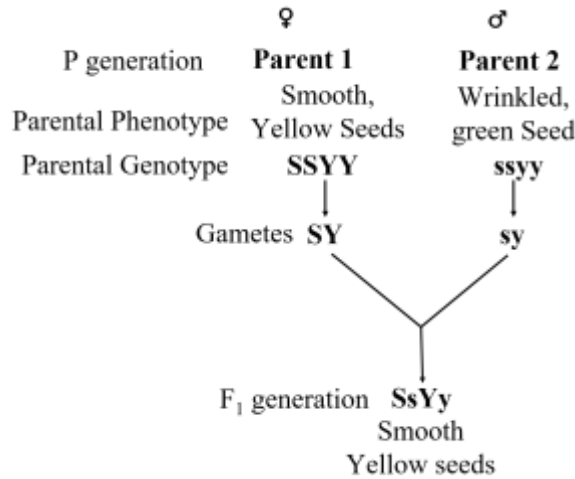 ♀ ♂
P generation Parent 1 Parent 2
Smooth, Wrinkled,
Parental Phenotype Yellow Seeds green Seed
Parental Genotype SSYY ssyy
Gametes SY sy
F₁ generation SsYy
Smooth
Yellow seeds